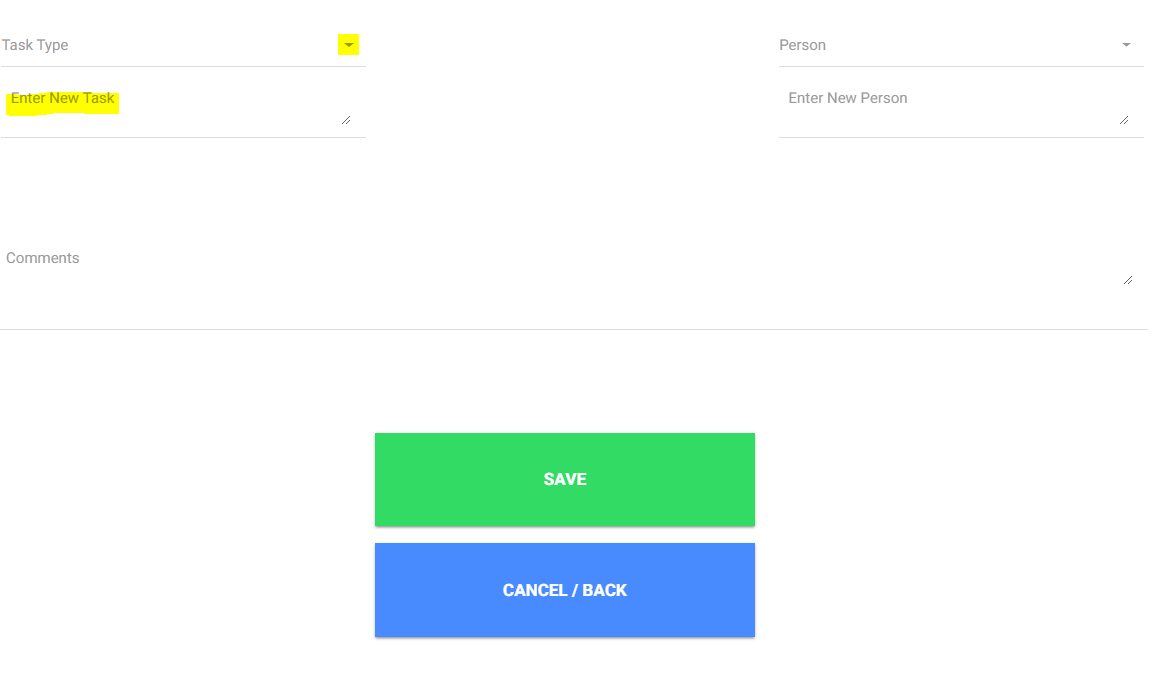 Task Type
Person
Enter New Task
Enter New Person
Comments
SAVE
CANCEL / BACK